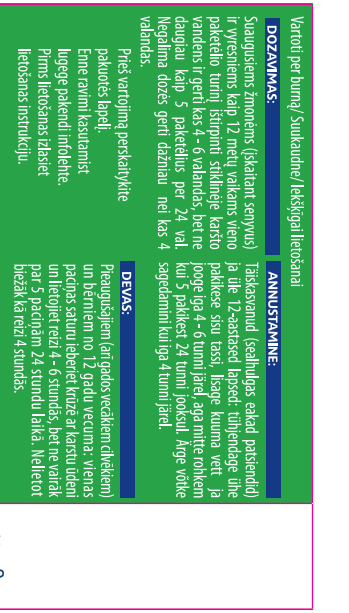 Vartoti per burną/ Suukaudne/ Iekšķīgai lietošanai
DOZAVIMAS:
Suaugusiems žmonėms (įskaitant senyvus)
ir vyresniems kaip 12 metų vaikams vieno
paketėlio turinį ištirpinti stiklinėje karšto
vandens ir gerti kas 4 - 6 valandas, bet ne
daugiau kaip 5 paketėlius per 24 val.
Negalima dozės gerti dažniau nei kas 4
valandas.
Prieš vartojimą perskaitykite
pakuotės lapelį.
Enne ravimi kasutamist
lugege pakendi infolehte.
Pirms lietošanas izlasiet
lietošanas instrukciju.
ANNUSTAMINE:
Täiskasvanud (sealhulgas eakad patsiendid)
ja üle 12-aastased lapsed: tühjendage ühe
pakikese sisu tassi, lisage kuuma vett ja
jooge iga 4 - 6 tunni järel, aga mitte rohkem
kui 5 pakikest 24 tunni jooksul. Ärge võtke
sagedamini kui iga 4 tunni järel.
DEVAS:
Pieaugušajiem (arī gados vecākiem cilvēkiem)
un bērniem no 12 gadu vecuma: vienas
paciņas saturu ieberiet krūzē ar karstu ūdeni
un lietojiet reizi 4 - 6 stundās, bet ne vairāk
par 5 paciņām 24 stundu laikā. Nelietot
biežāk kā reizi 4 stundās.